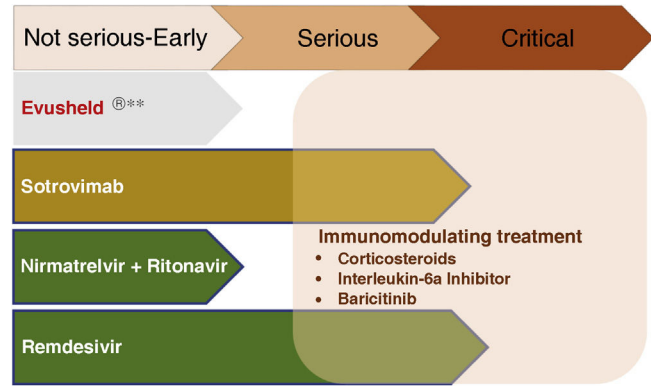 Not serious-Early
Serious
Critical
Evusheld ®**
Sotrovimab
Nirmatrelvir + Ritonavir
Immunomodulating treatment
• Corticosteroids
• Interleukin-6a Inhibitor
• Baricitinib
Remdesivir